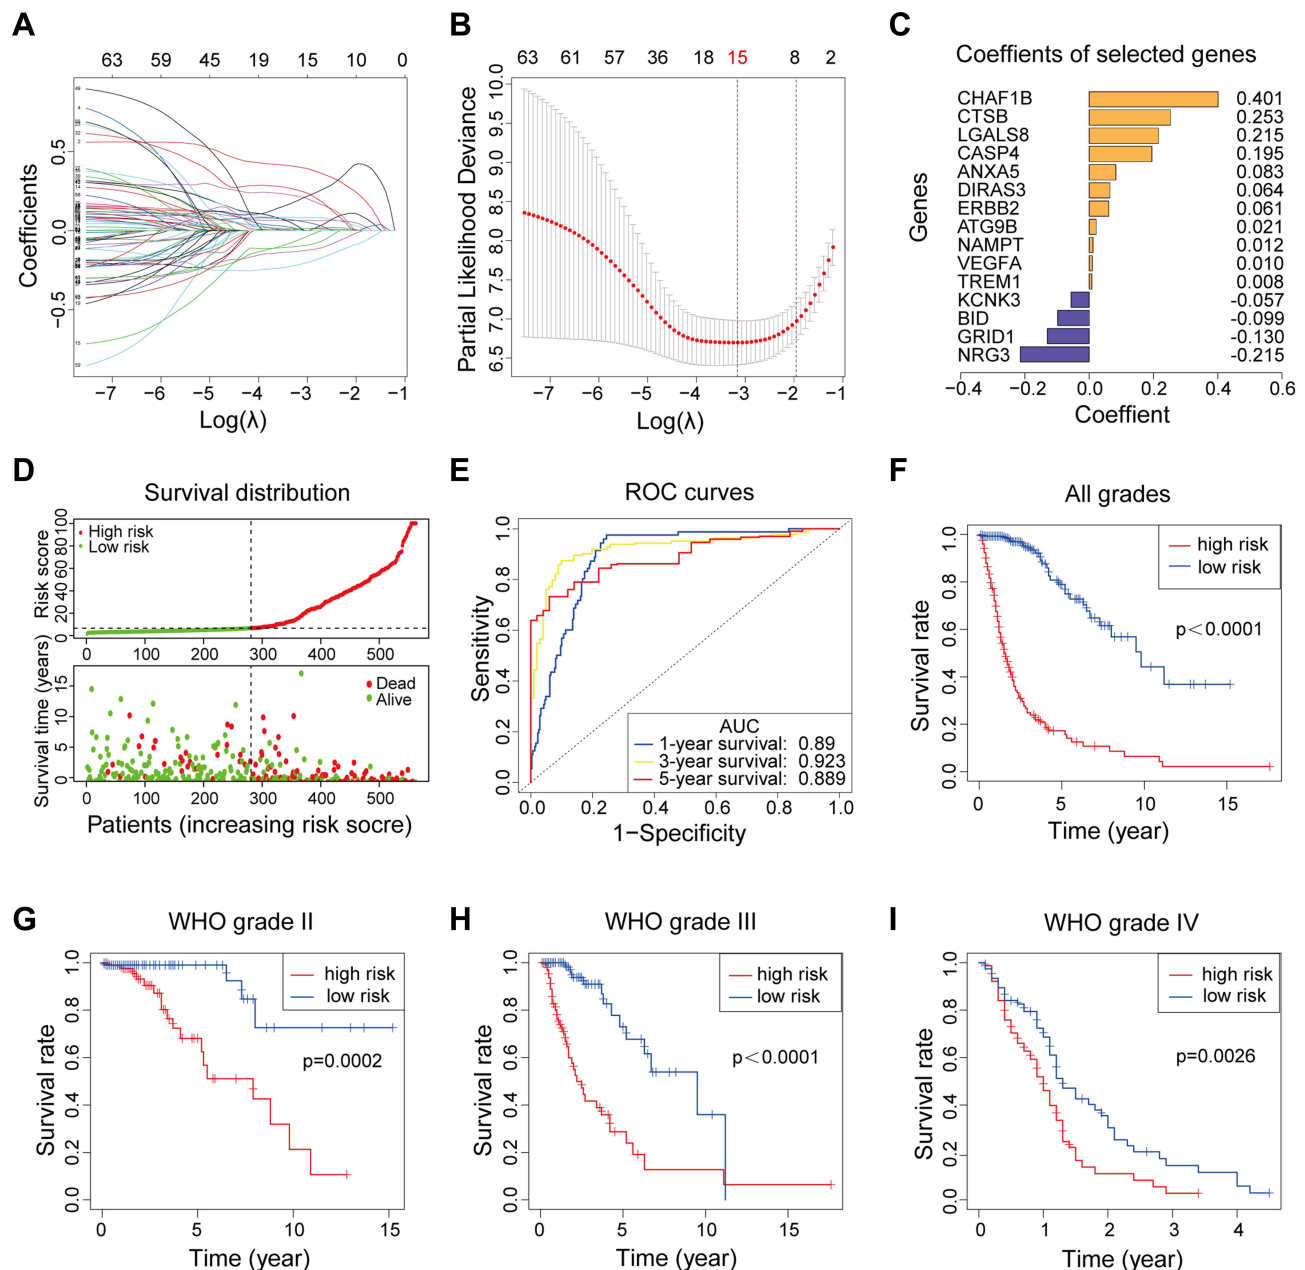 A
63 59 45 19 15 10 0
Coefficients
0.5
0.0
−0.5
−7 −6 −5 −4 −3 −2 −1
Log(λ)
B
63 61 57 36 18 15 8 2
Partial Likelihood Deviance
10.0
9.5
9.0
8.5
8.0
7.5
7.0
6.5
−7 −6 −5 −4 −3 −2 −1
Log(λ)
C
Coeffients of selected genes
Genes
CHAF1B 0.401
CTSB 0.253
LGALS8 0.215
CASP4 0.195
ANXA5 0.083
DIRAS3 0.064
ERBB2 0.061
ATG9B 0.021
NAMPT 0.012
VEGFA 0.010
TREM1 0.008
KCNK3 -0.057
BID -0.099
GRID1 -0.130
NRG3 -0.215
−0.4 −0.2 0.0 0.2 0.4 0.6
Coeffient
D
Survival distribution
Risk score
100
80
60
40
20
0
High risk
Low risk
0 100 200 300 400 500
Survival time (years)
15
10
5
0
Dead
Alive
0 100 200 300 400 500
Patients (increasing risk socre)
E
ROC curves
Sensitivity
1.0
0.8
0.6
0.4
0.2
0.0
AUC
1-year survival: 0.89
3-year survival: 0.923
5-year survival: 0.889
0.0 0.2 0.4 0.6 0.8 1.0
1−Specificity
F
All grades
Survival rate
1.0
0.8
0.6
0.4
0.2
0.0
high risk
low risk
p<0.0001
0 5 10 15
Time (year)
G
WHO grade II
Survival rate
1.0
0.8
0.6
0.4
0.2
0.0
high risk
low risk
p=0.0002
0 5 10 15
Time (year)
H
WHO grade III
Survival rate
1.0
0.8
0.6
0.4
0.2
0.0
high risk
low risk
p<0.0001
0 5 10 15
Time (year)
I
WHO grade IV
Survival rate
1.0
0.8
0.6
0.4
0.2
0.0
high risk
low risk
p=0.0026
0 1 2 3 4
Time (year)